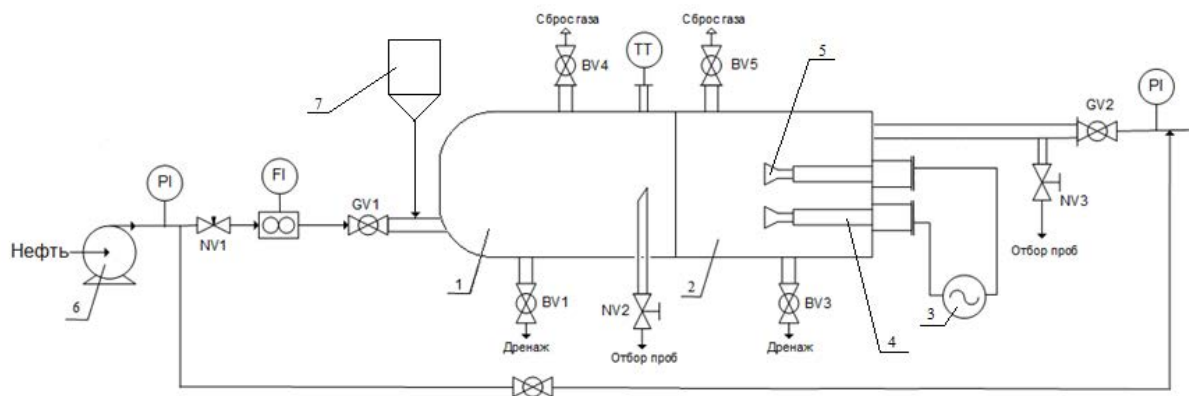 Сброс газа
Сброс газа
7
BV4
TT
BV5
5
PI
GV2
PI
FI
GV1
NV1
NV3
Нефть
Отбор проб
6
1
2
3
4
BV1
NV2
BV3
Дренаж
Отбор проб
Дренаж